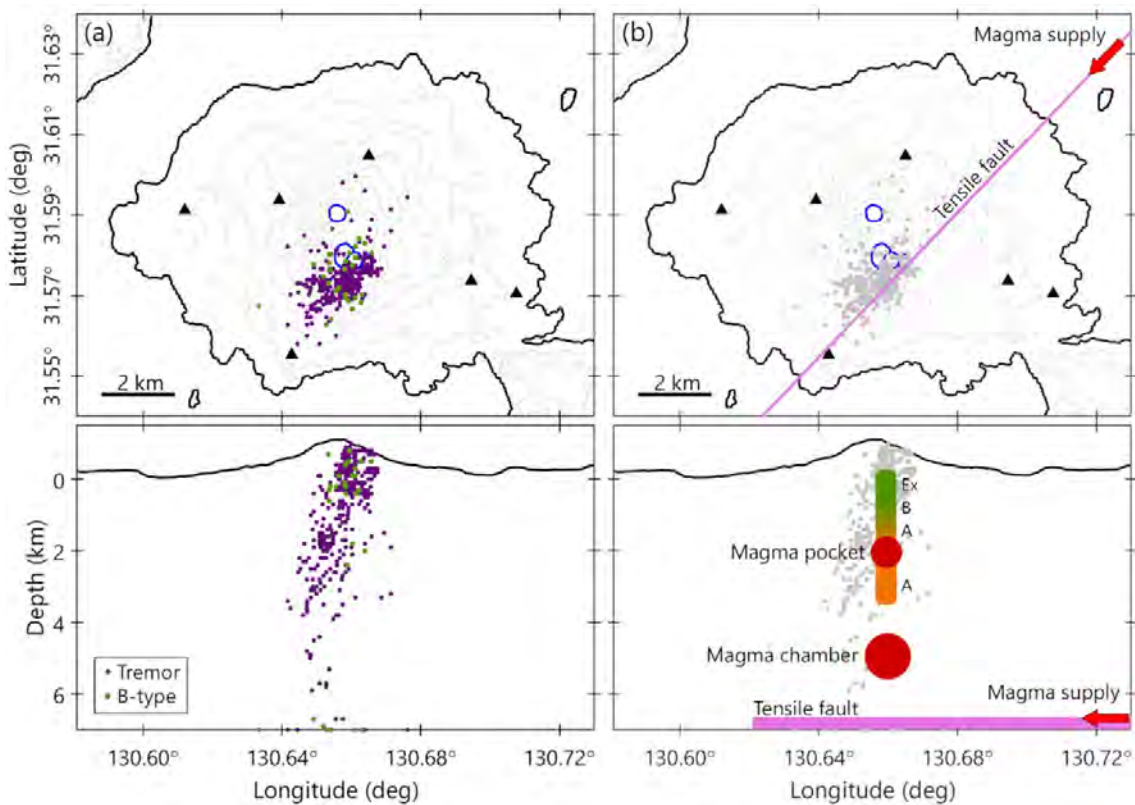 (a)
31.63°
31.61°
31.59°
31.57°
31.55°
Latitude (deg)
2 km
(b)
Magma supply
Tensile fault
2 km
0
2
4
6
Depth (km)
Tremor
B-type
130.60°
130.64°
130.68°
130.72°
Longitude (deg)
Ex
B
A
Magma pocket
A
Magma chamber
Magma supply
Tensile fault
130.60°
130.64°
130.68°
130.72°
Longitude (deg)